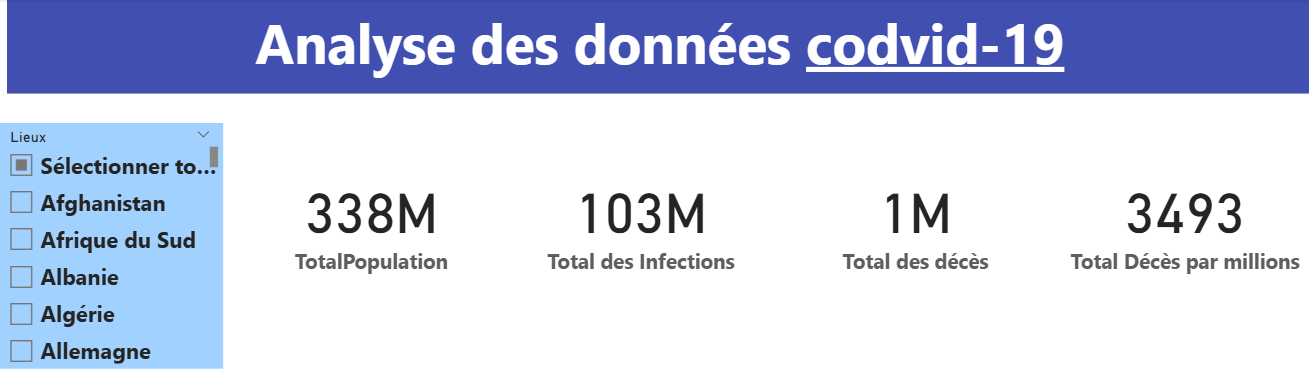 Analyse des données codvid-19
Lieux
Sélectionner to...
Afghanistan
Afrique du Sud
Albanie
Algérie
Allemagne
338M
TotalPopulation
103M
Total des Infections
1M
Total des décès
3493
Total Décès par millions